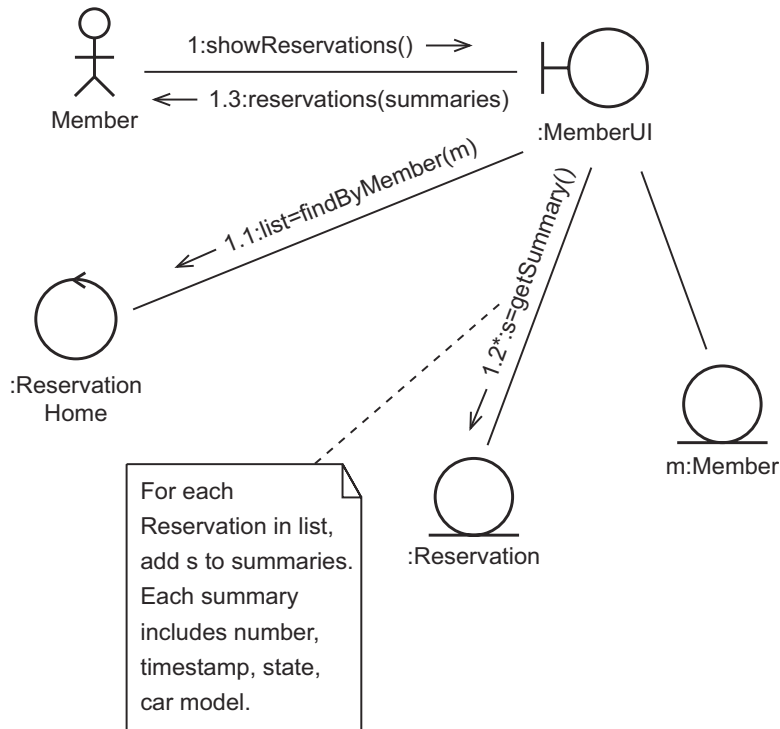 1:showReservations()
1.3:reservations(summaries)
Member
:MemberUI
1.1:list=findByMember(m)
1.2*:s=getSummary()
:Reservation
Home
m:Member
:Reservation
For each
Reservation in list,
add s to summaries.
Each summary
includes number,
timestamp, state,
car model.